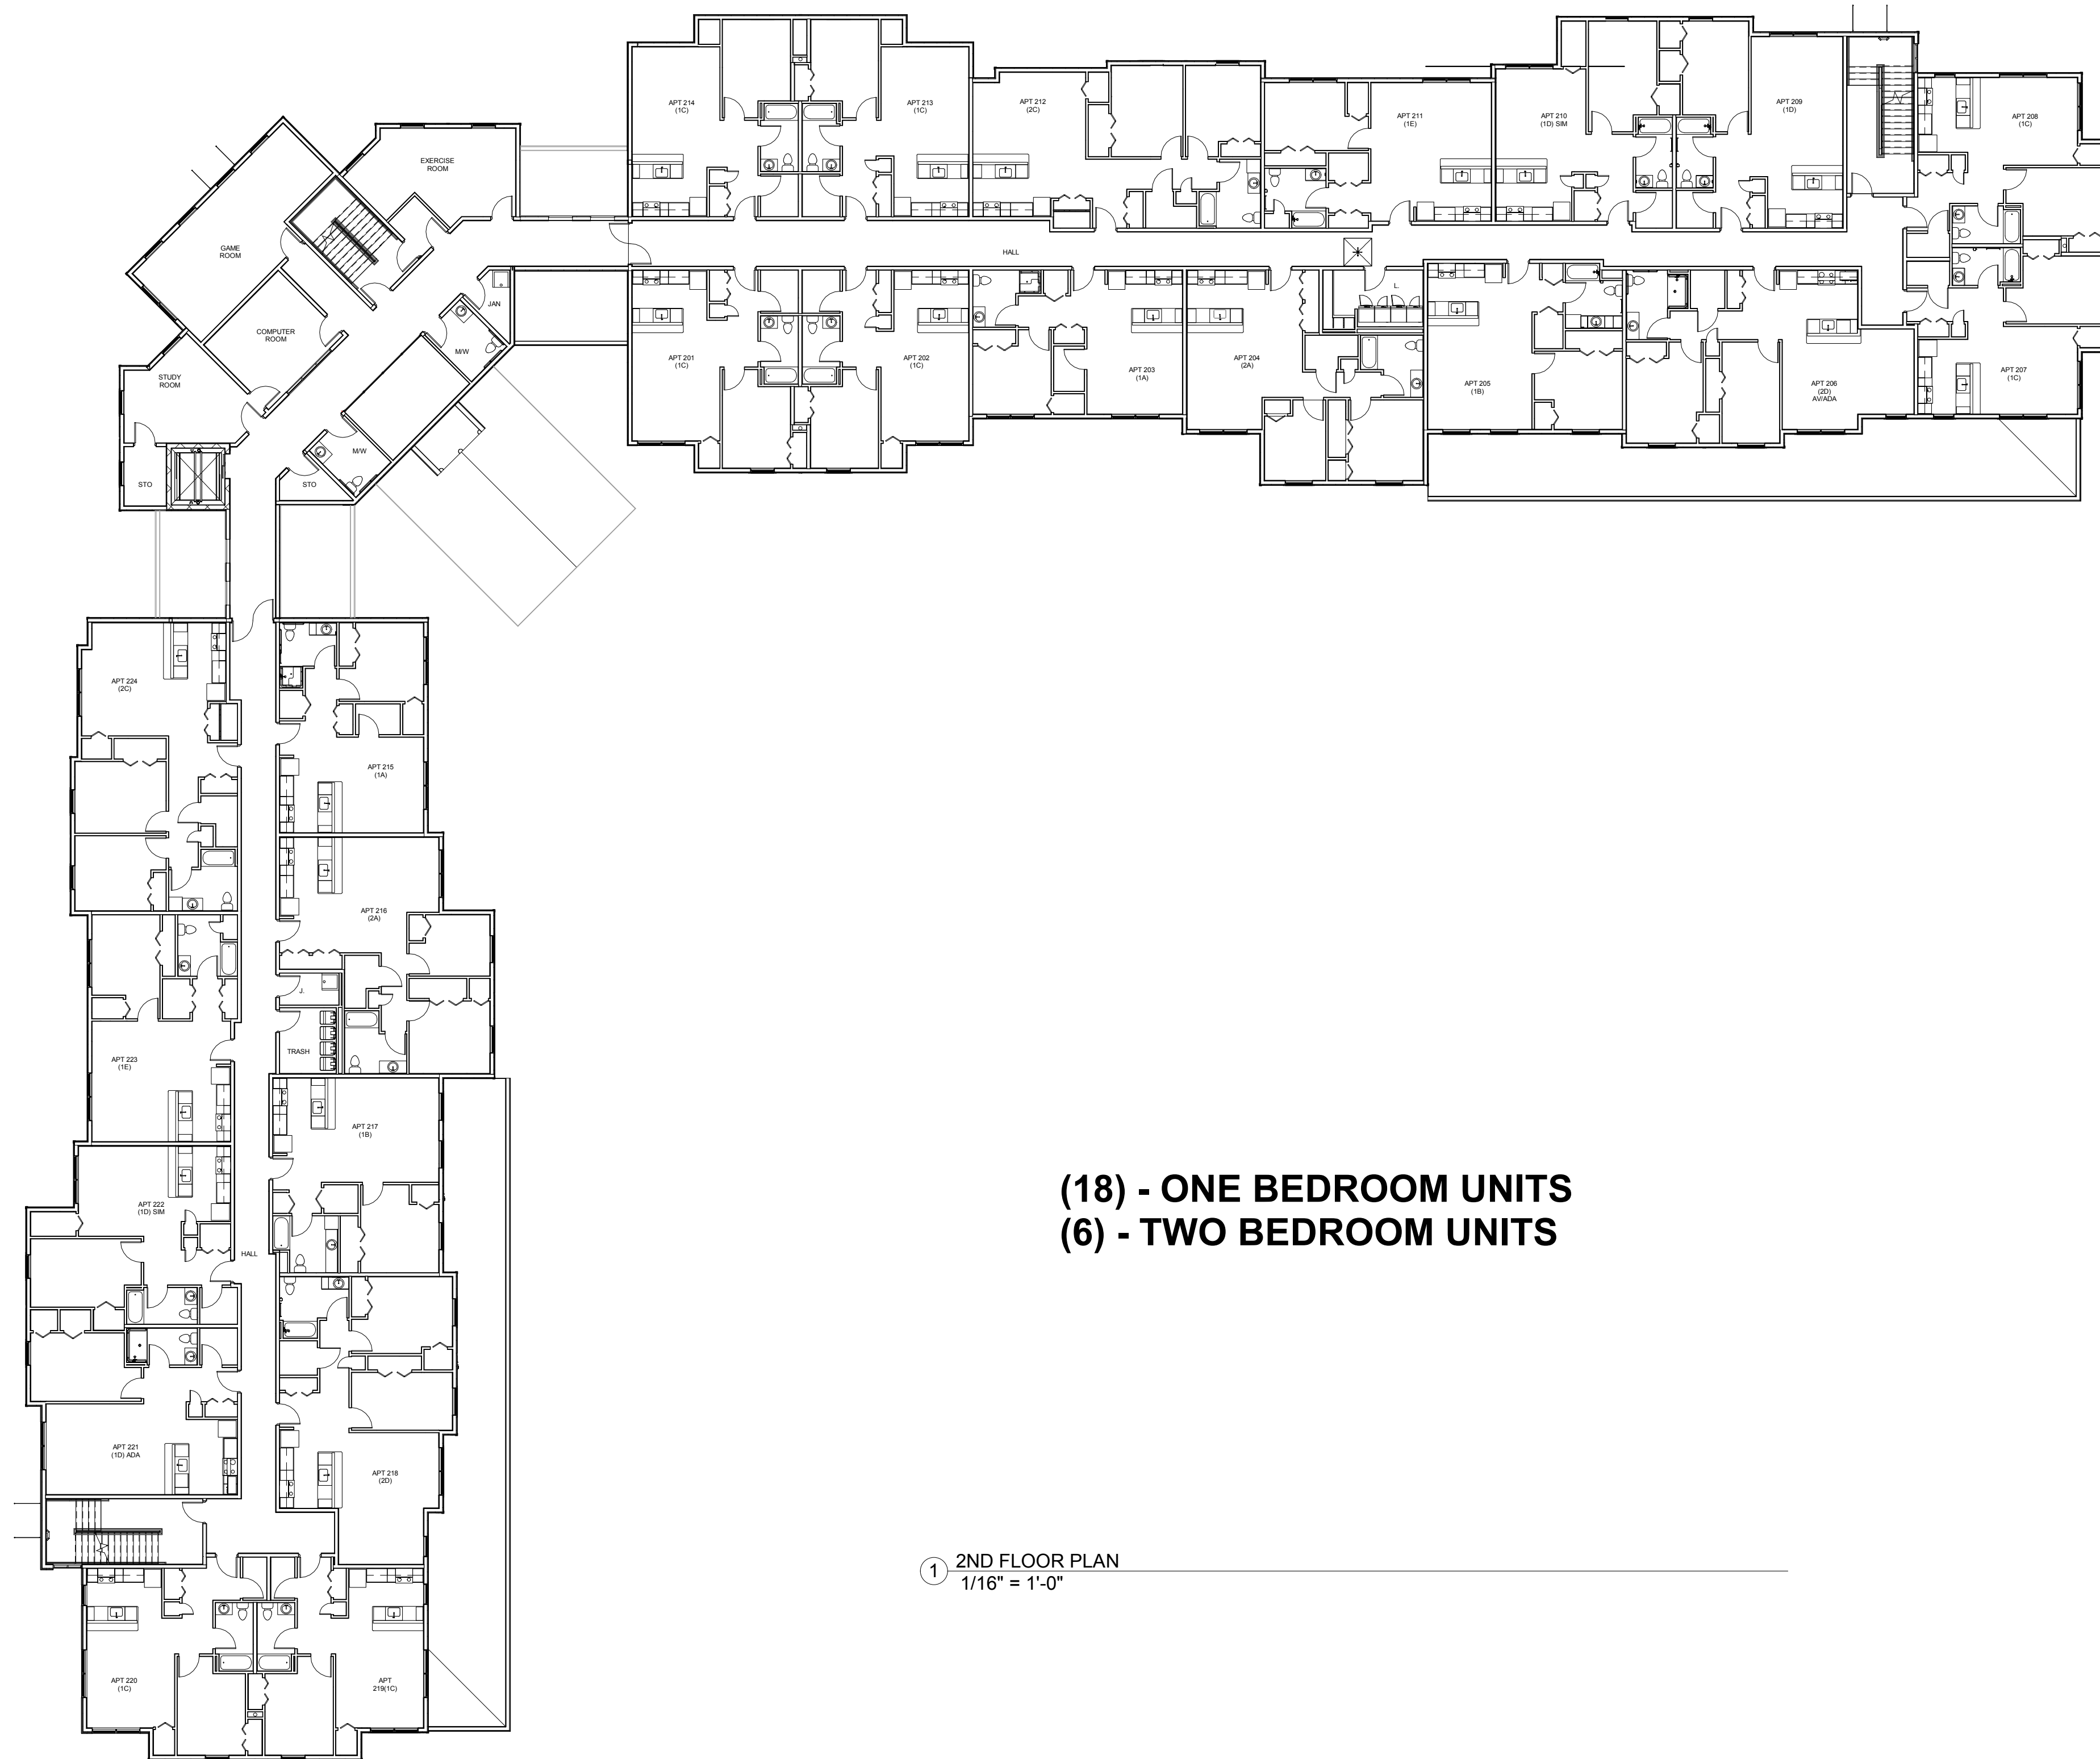 APT 214
(1C)
APT 213
(1C)
APT 212
(2C)
APT 211
(1E)
APT 210
(1D) SIM
APT 209
(1D)
APT 208
(1C)
EXERCISE
ROOM
GAME
ROOM
HALL
L.
JAN
COMPUTER
ROOM
M/W
STUDY
ROOM
APT 201
(1C)
APT 202
(1C)
APT 203
(1A)
APT 204
(2A)
APT 205
(1B)
APT 206
(2D)
AV/ADA
APT 207
(1C)
M/W
STO
STO
APT 224
(2C)
APT 215
(1A)
APT 216
(2A)
J.
TRASH
APT 223
(1E)
APT 217
(1B)
APT 222
(1D) SIM
HALL
(18) - ONE BEDROOM UNITS
(6) - TWO BEDROOM UNITS
APT 221
(1D) ADA
APT 218
(2D)
1
2ND FLOOR PLAN
1/16" = 1'-0"
APT 220
(1C)
APT
219(1C)